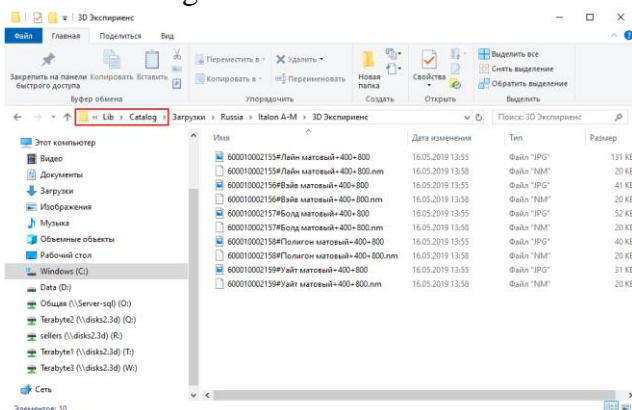 3D Экспириенс
Файл Главная Поделиться Вид
Закрепить на панели быстрого доступа
Копировать
Вставить
Переместить в
Копировать в
Удалить
Переименовать
Новая папка
Свойства
Выделить все
Снять выделение
Обратить выделение
Буфер обмена Упорядочить Создать Открыть Выделить
« Lib › Catalog › Загрузки › Russia › Italon A-M › 3D Экспириенс
Поиск: 3D Экспириенс
Имя Дата изменения Тип Размер
600010002155#Лайн матовый+400+800 16.05.2019 13:55 Файл "JPG" 131 КБ
600010002155#Лайн матовый+400+800.nm 16.05.2019 13:58 Файл "NM" 20 КБ
600010002156#Вэйв матовый+400+800 16.05.2019 13:55 Файл "JPG" 41 КБ
600010002156#Вэйв матовый+400+800.nm 16.05.2019 13:58 Файл "NM" 20 КБ
600010002157#Болд матовый+400+800 16.05.2019 13:55 Файл "JPG" 52 КБ
600010002157#Болд матовый+400+800.nm 16.05.2019 13:58 Файл "NM" 20 КБ
600010002158#Полигон матовый+400+800 16.05.2019 13:55 Файл "JPG" 40 КБ
600010002158#Полигон матовый+400+800.nm 16.05.2019 13:58 Файл "NM" 20 КБ
600010002159#Уайт матовый+400+800 16.05.2019 13:55 Файл "JPG" 31 КБ
600010002159#Уайт матовый+400+800.nm 16.05.2019 13:58 Файл "NM" 20 КБ
Этот компьютер
Видео
Документы
Загрузки
Изображения
Музыка
Объемные объекты
Рабочий стол
Windows (C:)
Data (D:)
Общая (\\Server-sql) (O:)
Terabyte2 (\\disks2.3d) (Q:)
sellers (\\disks2.3d) (R:)
Terabyte1 (\\disks2.3d) (T:)
Terabyte3 (\\disks2.3d) (W:)
Сеть
Элементов: 10